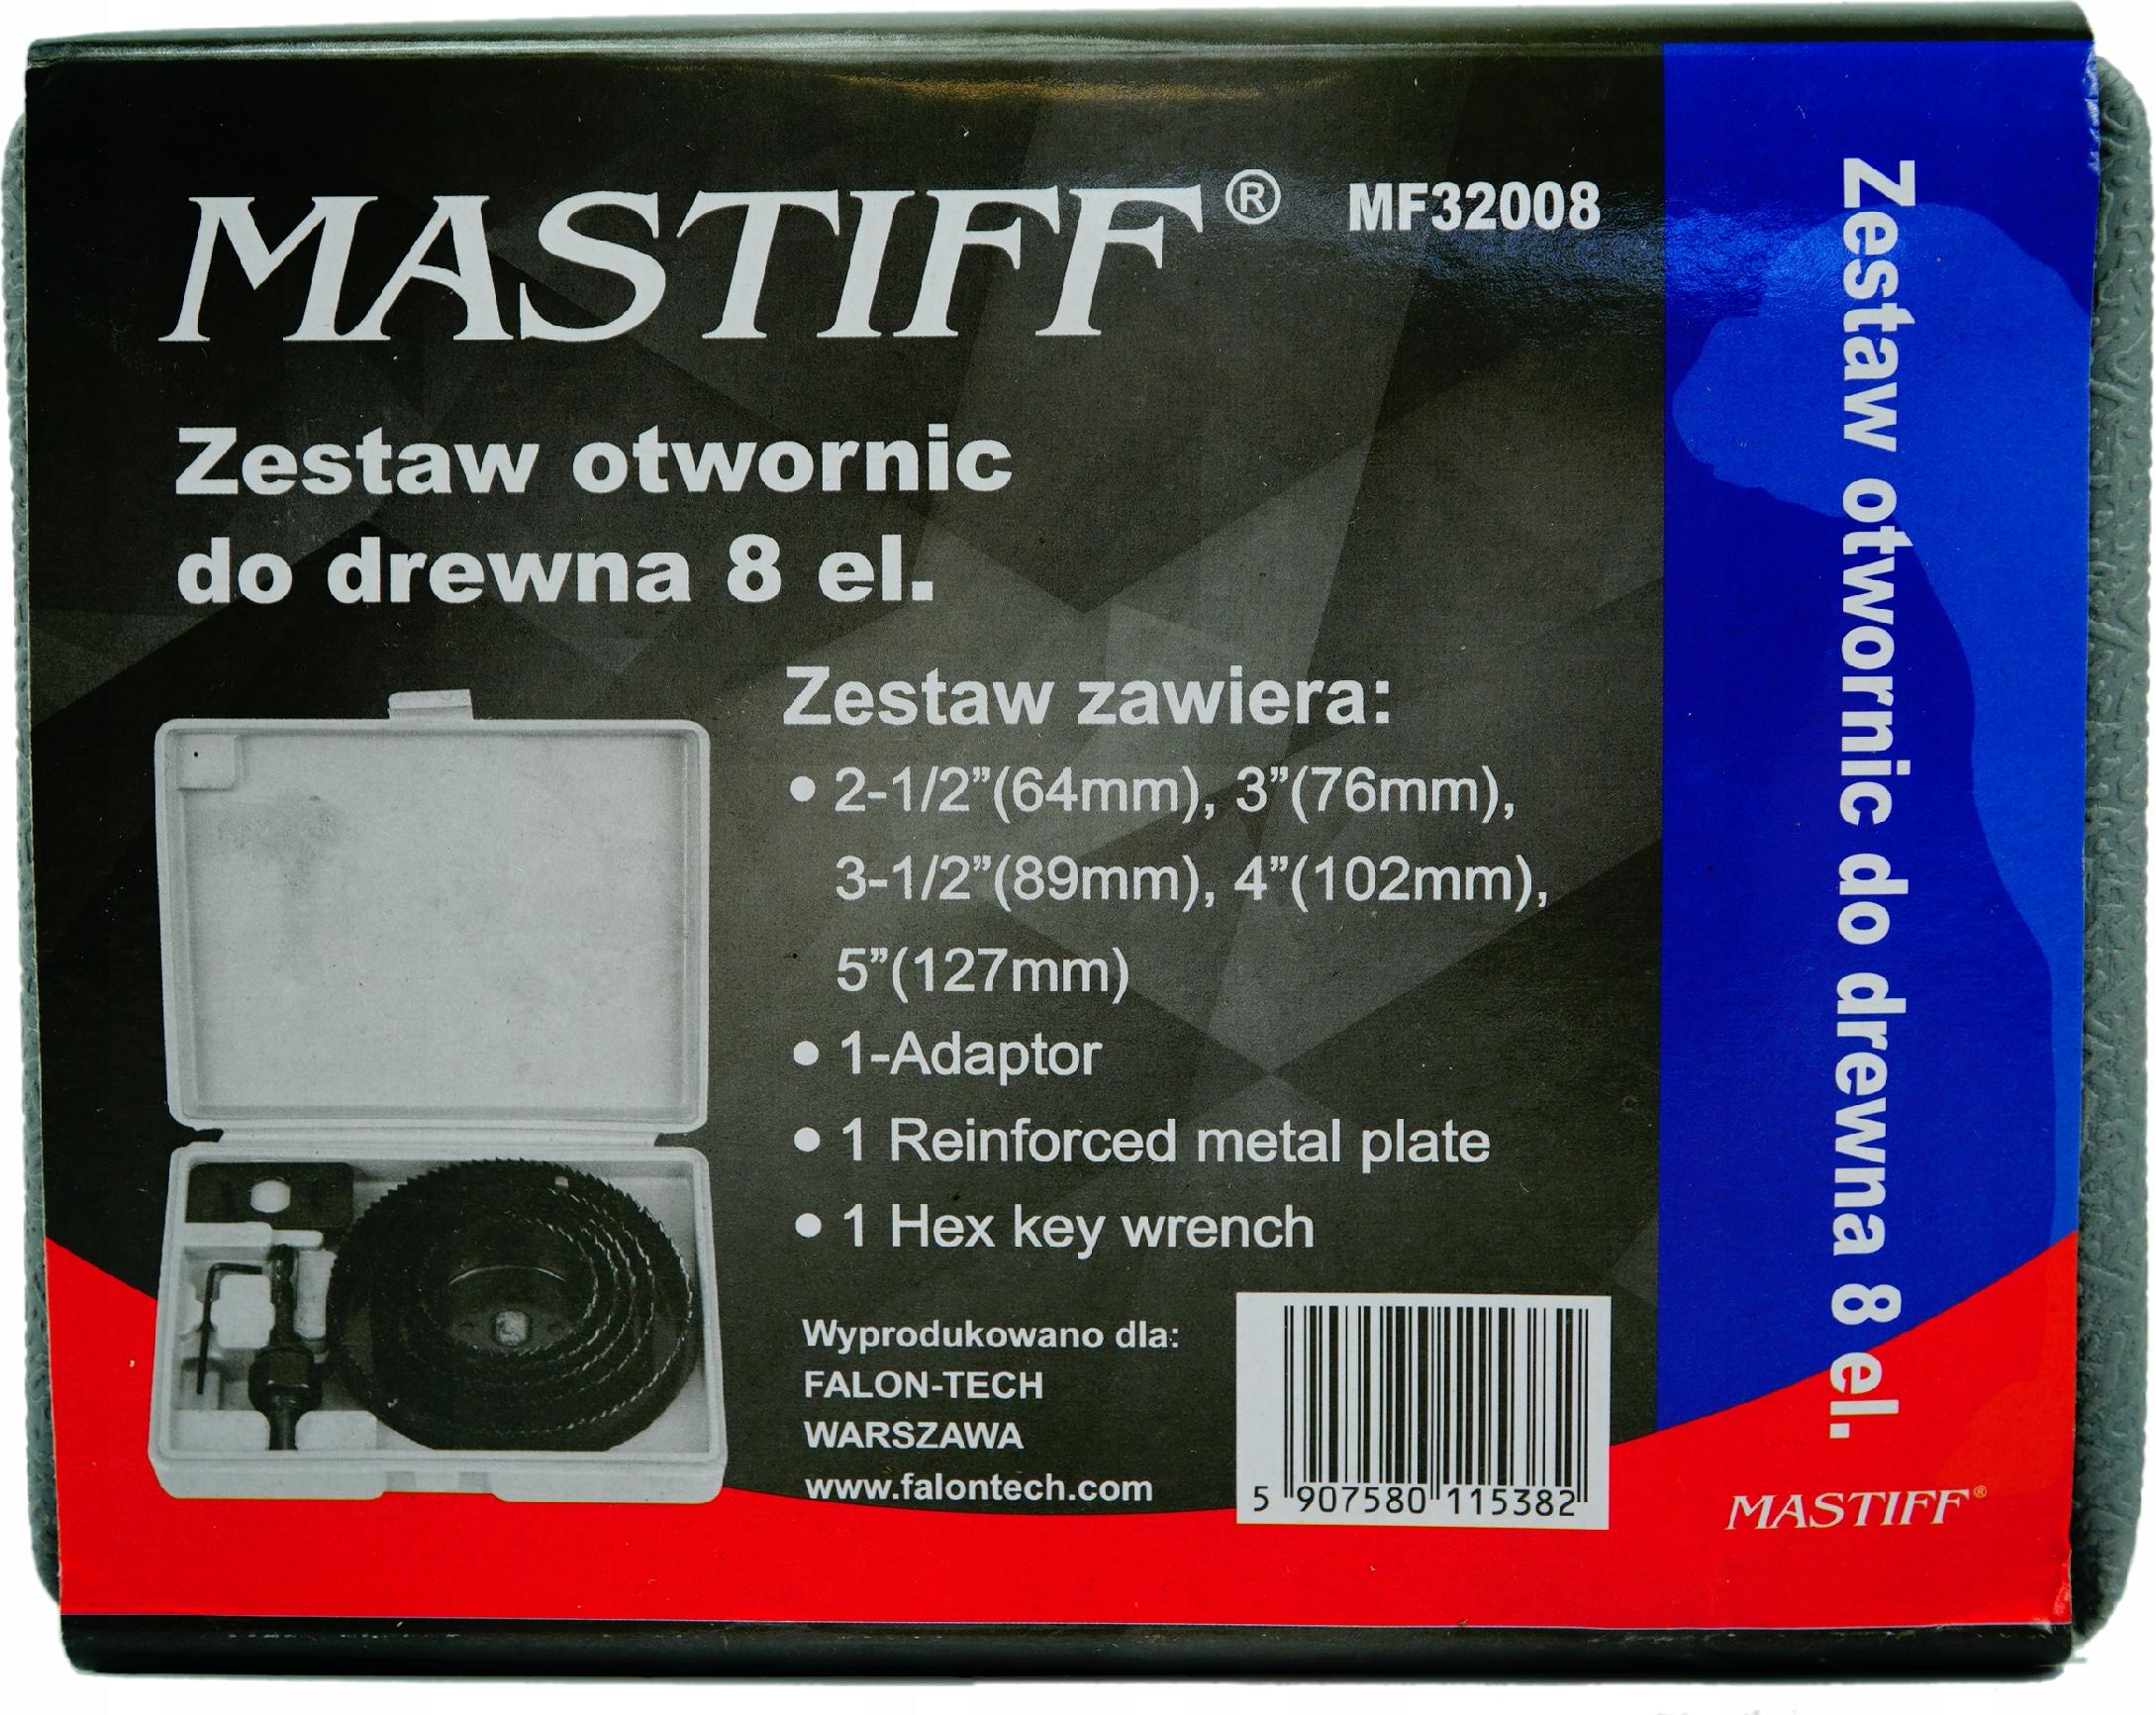 MASTIFF® MF32008
Zestaw otwornic
do drewna 8 el.
Zestaw zawiera:
• 2-1/2”(64mm), 3”(76mm),
3-1/2”(89mm), 4”(102mm),
5”(127mm)
• 1-Adaptor
• 1 Reinforced metal plate
• 1 Hex key wrench
Wyprodukowano dla:
FALON-TECH
WARSZAWA
www.falontech.com
5 907580 115382
Zestaw otwornic do drewna 8 el.
MASTIFF®